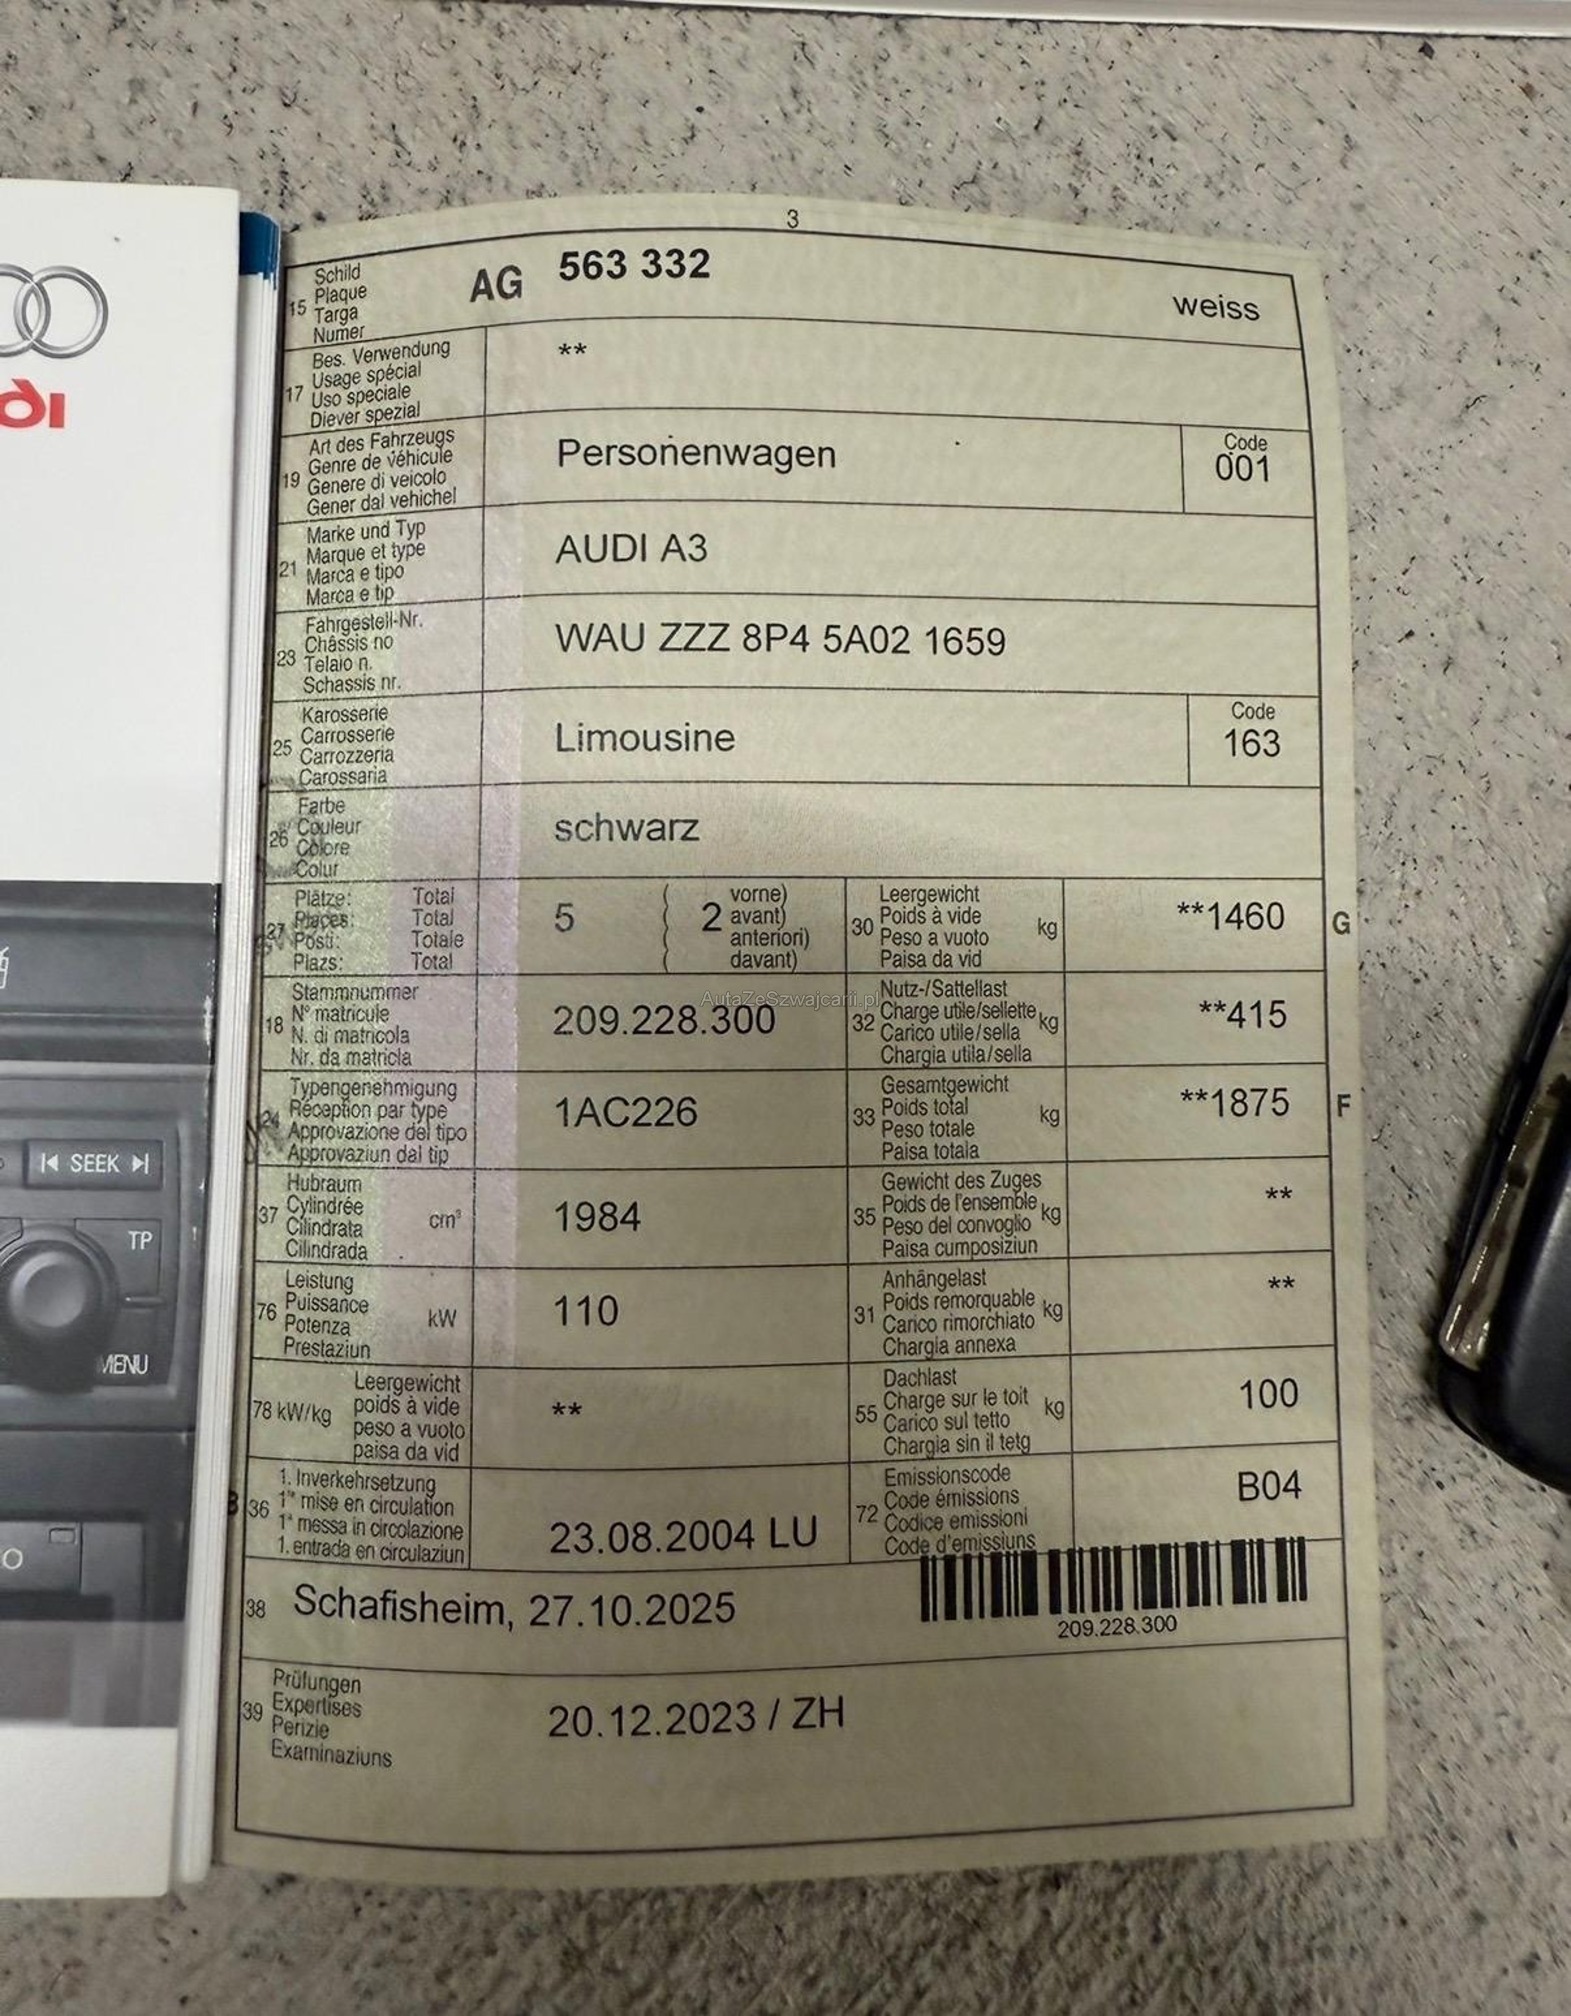 3
15 Schild
Plaque
Targa
Numer
AG 563 332
weiss
17 Bes. Verwendung
Usage spécial
Uso speciale
Diever spezial
**
19 Art des Fahrzeugs
Genre de véhicule
Genere di veicolo
Gener dal vehichel
Personenwagen
Code
001
21 Marke und Typ
Marque et type
Marca e tipo
Marca e tip
AUDI A3
23 Fahrgestell-Nr.
Châssis no
Telaio n.
Schassis nr.
WAU ZZZ 8P4 5A02 1659
25 Karosserie
Carrosserie
Carrozzeria
Carossaria
Limousine
Code
163
26 Farbe
Couleur
Colore
Colur
schwarz
27 Plätze: Total
Places: Total
Posti: Totale
Plazs: Total
5 ( 2 vorne)
( avant)
( anteriori)
( davant)
30 Leergewicht
Poids à vide
Peso a vuoto
Paisa da vid
kg
**1460 G
18 Stammnummer
N° matricule
N. di matricola
Nr. da matricla
209.228.300
AutaZeSzwajcarii.pl
32 Nutz-/Sattellast
Charge utile/sellette
Carico utile/sella
Chargia utila/sella
kg
**415
24 Typengenehmigung
Réception par type
Approvazione del tipo
Approvaziun dal tip
1AC226
33 Gesamtgewicht
Poids total
Peso totale
Paisa totala
kg
**1875 F
37 Hubraum
Cylindrée
Cilindrata
Cilindrada
cm³
1984
35 Gewicht des Zuges
Poids de l'ensemble
Peso del convoglio
Paisa cumposiziun
kg
**
76 Leistung
Puissance
Potenza
Prestaziun
kW
110
31 Anhängelast
Poids remorquable
Carico rimorchiato
Chargia annexa
kg
**
78 kW/kg Leergewicht
poids à vide
peso a vuoto
paisa da vid
**
55 Dachlast
Charge sur le toit
Carico sul tetto
Chargia sin il tetg
kg
100
B 36 1. Inverkehrsetzung
1re mise en circulation
1a messa in circolazione
1. entrada en circulaziun
23.08.2004 LU
72 Emissionscode
Code émissions
Codice emissioni
Code d'emissiuns
B04
38 Schafisheim, 27.10.2025
209.228.300
39 Prüfungen
Expertises
Perizie
Examinaziuns
20.12.2023 / ZH
SEEK
TP
MENU